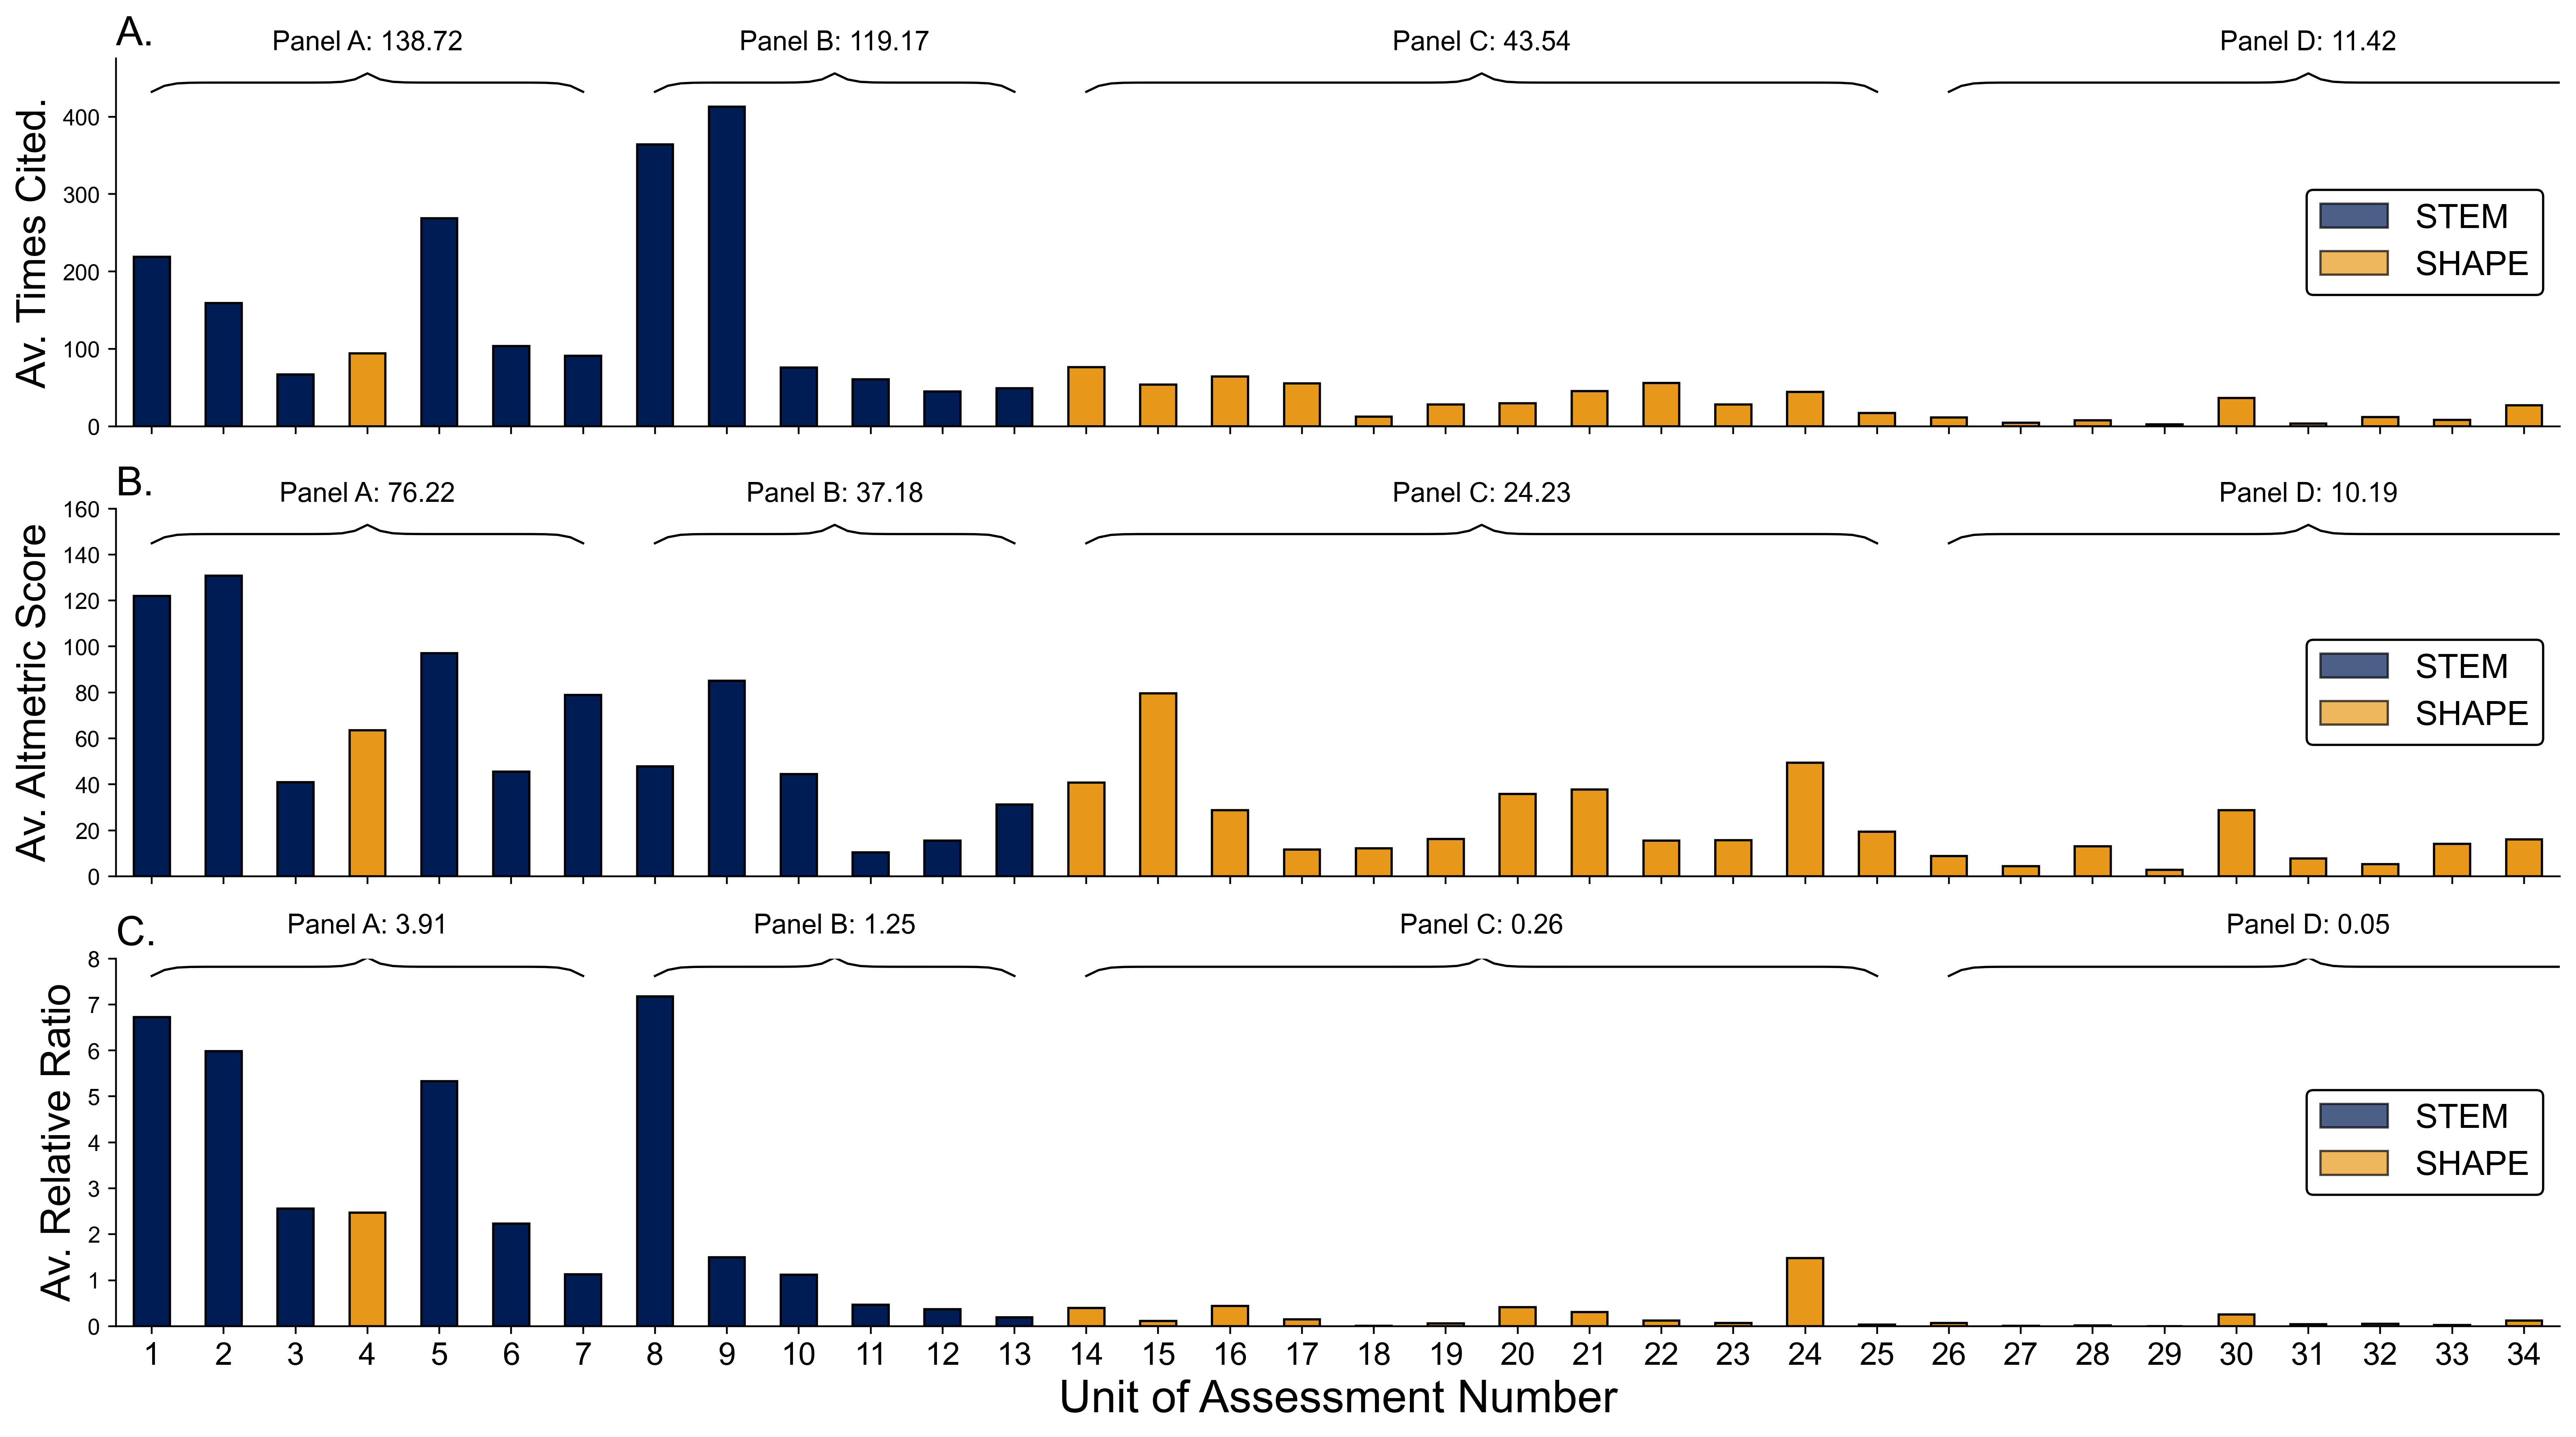 A.
Panel A: 138.72 Panel B: 119.17 Panel C: 43.54 Panel D: 11.42
Av. Times Cited.
400
300
200
100
0
STEM
SHAPE
B.
Panel A: 76.22 Panel B: 37.18 Panel C: 24.23 Panel D: 10.19
Av. Altmetric Score
160
140
120
100
80
60
40
20
0
STEM
SHAPE
C.
Panel A: 3.91 Panel B: 1.25 Panel C: 0.26 Panel D: 0.05
Av. Relative Ratio
8
7
6
5
4
3
2
1
0
STEM
SHAPE
1 2 3 4 5 6 7 8 9 10 11 12 13 14 15 16 17 18 19 20 21 22 23 24 25 26 27 28 29 30 31 32 33 34
Unit of Assessment Number